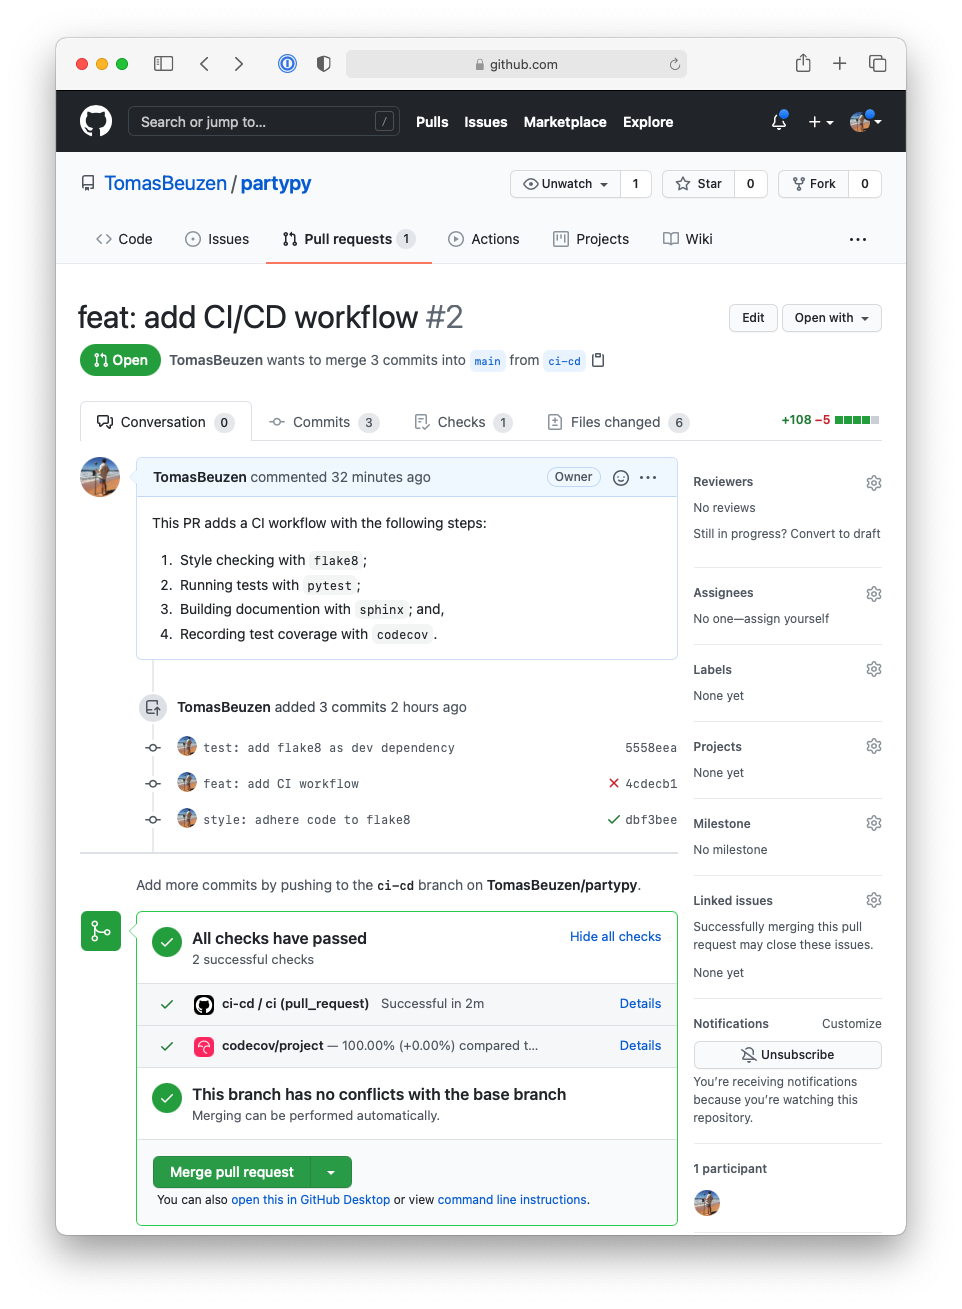 github.com
Search or jump to... / Pulls Issues Marketplace Explore
TomasBeuzen / partypy Unwatch 1 Star 0 Fork 0
Code Issues Pull requests 1 Actions Projects Wiki ...
feat: add CI/CD workflow #2 Edit Open with
Open TomasBeuzen wants to merge 3 commits into main from ci-cd
Conversation 0 Commits 3 Checks 1 Files changed 6 +108 −5
TomasBeuzen commented 32 minutes ago Owner ...
This PR adds a CI workflow with the following steps:
1. Style checking with flake8 ;
2. Running tests with pytest ;
3. Building documention with sphinx ; and,
4. Recording test coverage with codecov .
TomasBeuzen added 3 commits 2 hours ago
test: add flake8 as dev dependency 5558eea
feat: add CI workflow 4cdecb1
style: adhere code to flake8 dbf3bee
Add more commits by pushing to the ci-cd branch on TomasBeuzen/partypy.
All checks have passed Hide all checks
2 successful checks
ci-cd / ci (pull_request) Successful in 2m Details
codecov/project — 100.00% (+0.00%) compared t... Details
This branch has no conflicts with the base branch
Merging can be performed automatically.
Merge pull request
You can also open this in GitHub Desktop or view command line instructions.
Reviewers
No reviews
Still in progress? Convert to draft
Assignees
No one—assign yourself
Labels
None yet
Projects
None yet
Milestone
No milestone
Linked issues
Successfully merging this pull
request may close these issues.
None yet
Notifications Customize
Unsubscribe
You're receiving notifications
because you're watching this
repository.
1 participant